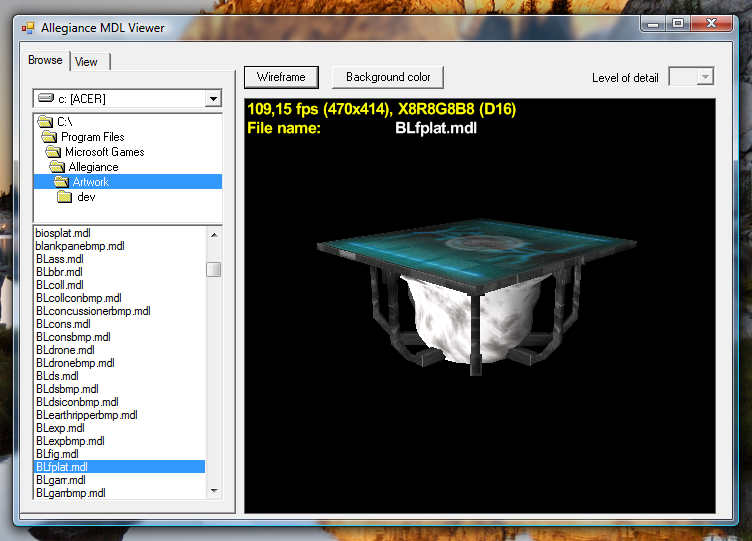 Allegiance MDL Viewer
Browse
View
c: [ACER]
C:\
Program Files
Microsoft Games
Allegiance
Artwork
dev
biosplat.mdl
blankpanebmp.mdl
BLass.mdl
BLbbr.mdl
BLcoll.mdl
BLcollconbmp.mdl
BLconcussionerbmp.mdl
BLcons.mdl
BLconsbmp.mdl
BLdrone.mdl
BLdronebmp.mdl
BLds.mdl
BLdsbmp.mdl
BLdsiconbmp.mdl
BLearthripperbmp.mdl
BLexp.mdl
BLexpbmp.mdl
BLfig.mdl
BLfplat.mdl
BLgarr.mdl
BLgarrbmp.mdl
Wireframe
Background color
Level of detail
109,15 fps (470x414), X8R8G8B8 (D16)
File name: BLfplat.mdl